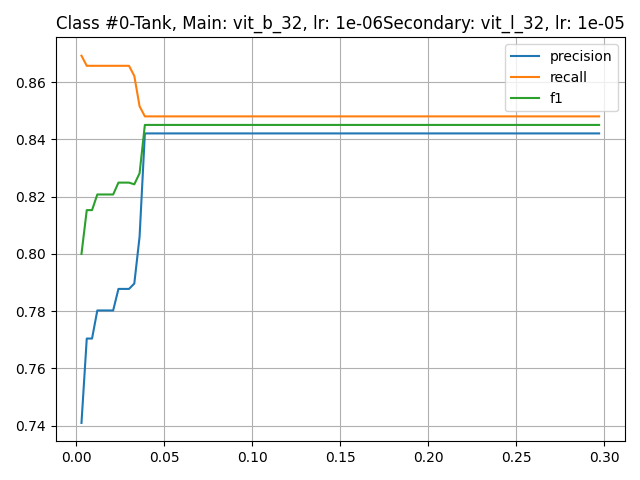 Class #0-Tank, Main: vit_b_32, lr: 1e-06Secondary: vit_l_32, lr: 1e-05
precision
recall
f1
0.86
0.84
0.82
0.80
0.78
0.76
0.74
0.00 0.05 0.10 0.15 0.20 0.25 0.30